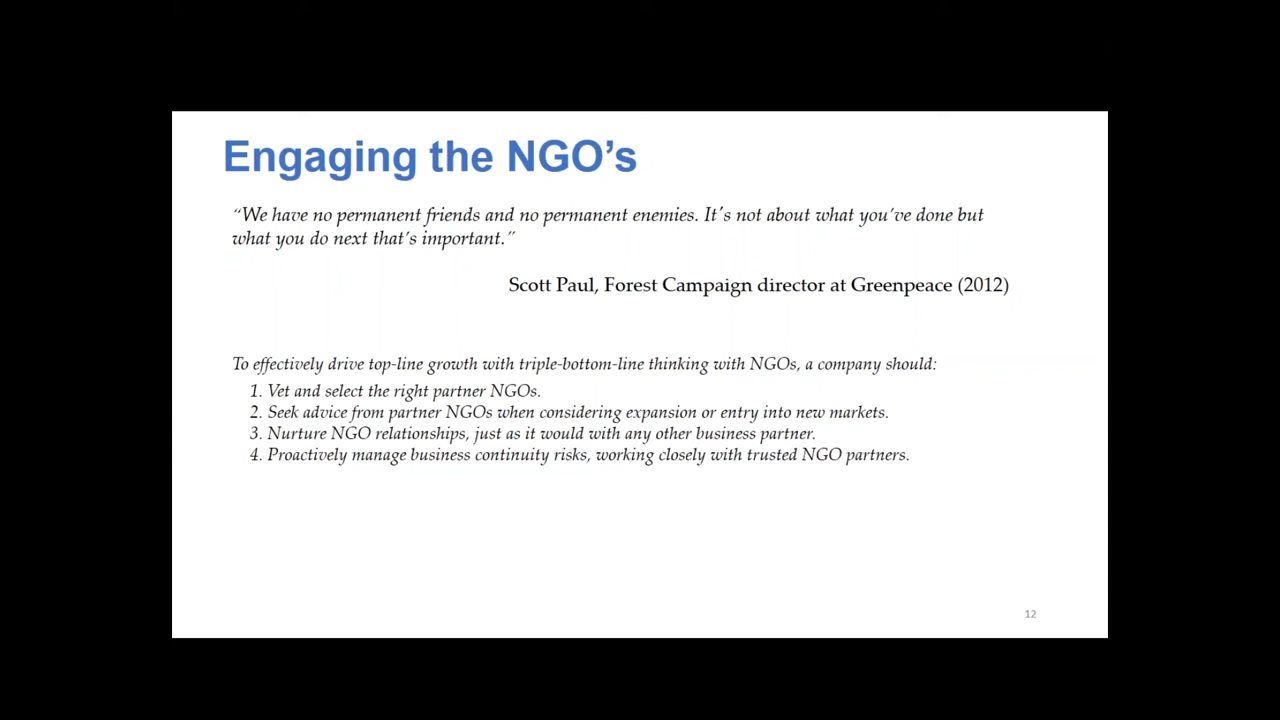 Engaging the NGO’s
“We have no permanent friends and no permanent enemies. It's not about what you’ve done but
what you do next that’s important.”
Scott Paul, Forest Campaign director at Greenpeace (2012)
To effectively drive top-line growth with triple-bottom-line thinking with NGOs, a company should:
1. Vet and select the right partner NGOs.
2. Seek advice from partner NGOs when considering expansion or entry into new markets.
3. Nurture NGO relationships, just as it would with any other business partner.
4. Proactively manage business continuity risks, working closely with trusted NGO partners.
12